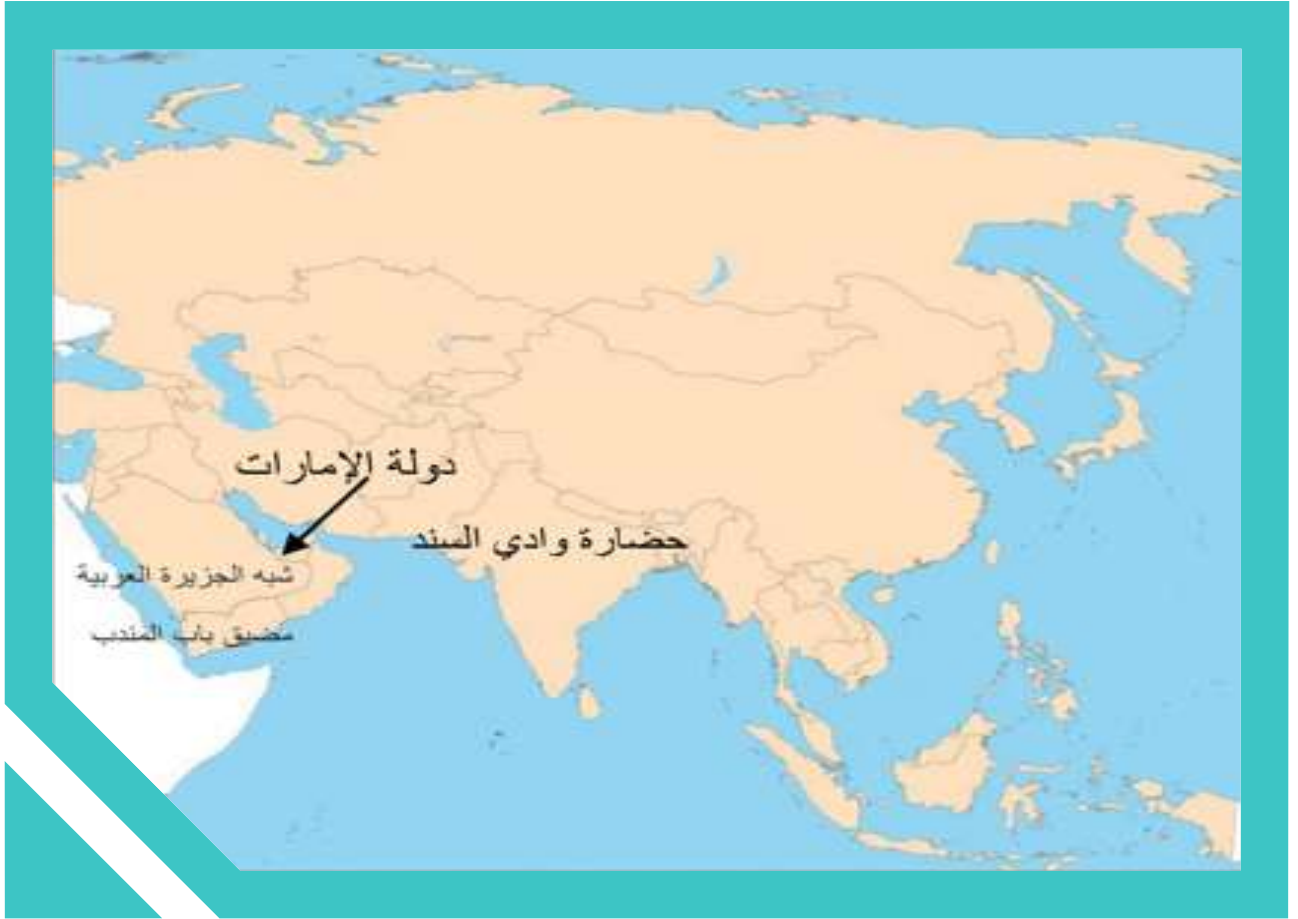 دولة الإمارات
حضارة وادي السند
شبه الجزيرة العربية
مضيق باب المندب